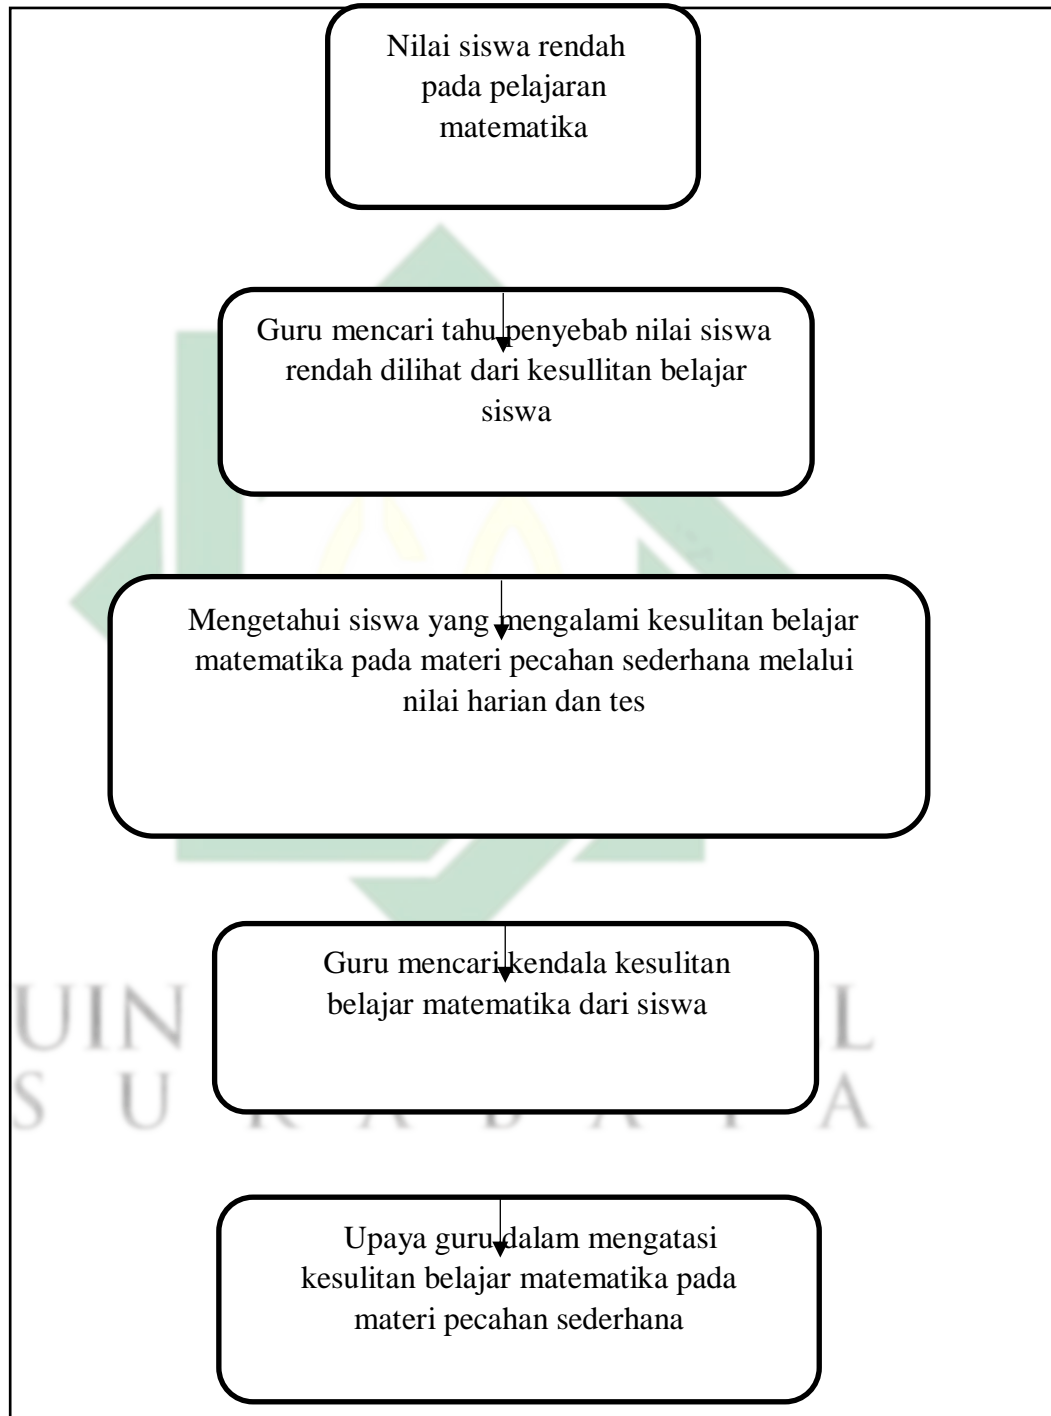 Nilai siswa rendah
pada pelajaran
matematika
Guru mencari tahu penyebab nilai siswa
rendah dilihat dari kesullitan belajar
siswa
Mengetahui siswa yang mengalami kesulitan belajar
matematika pada materi pecahan sederhana melalui
nilai harian dan tes
Guru mencari kendala kesulitan
belajar matematika dari siswa
UIN L
S U R A B A Y A
Upaya guru dalam mengatasi
kesulitan belajar matematika pada
materi pecahan sederhana